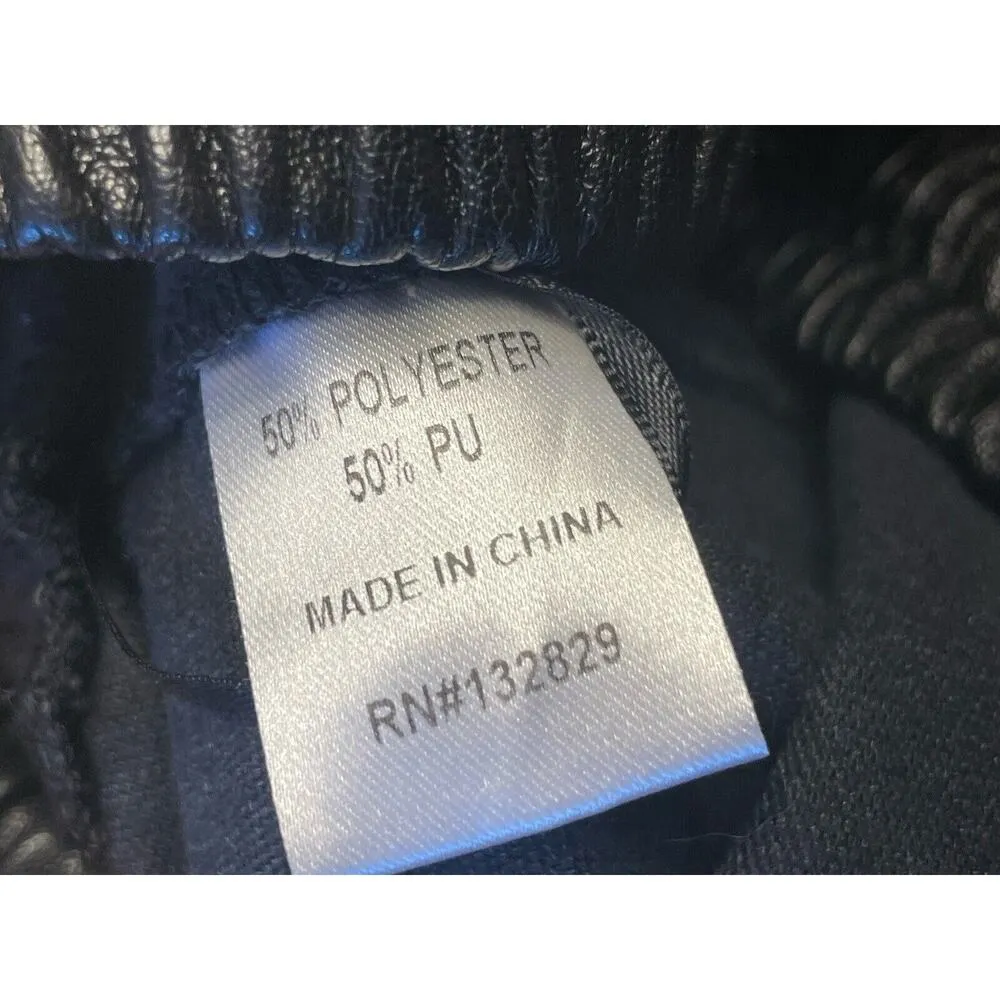 50% POLYESTER
50% PU
MADE IN CHINA
RN#132829